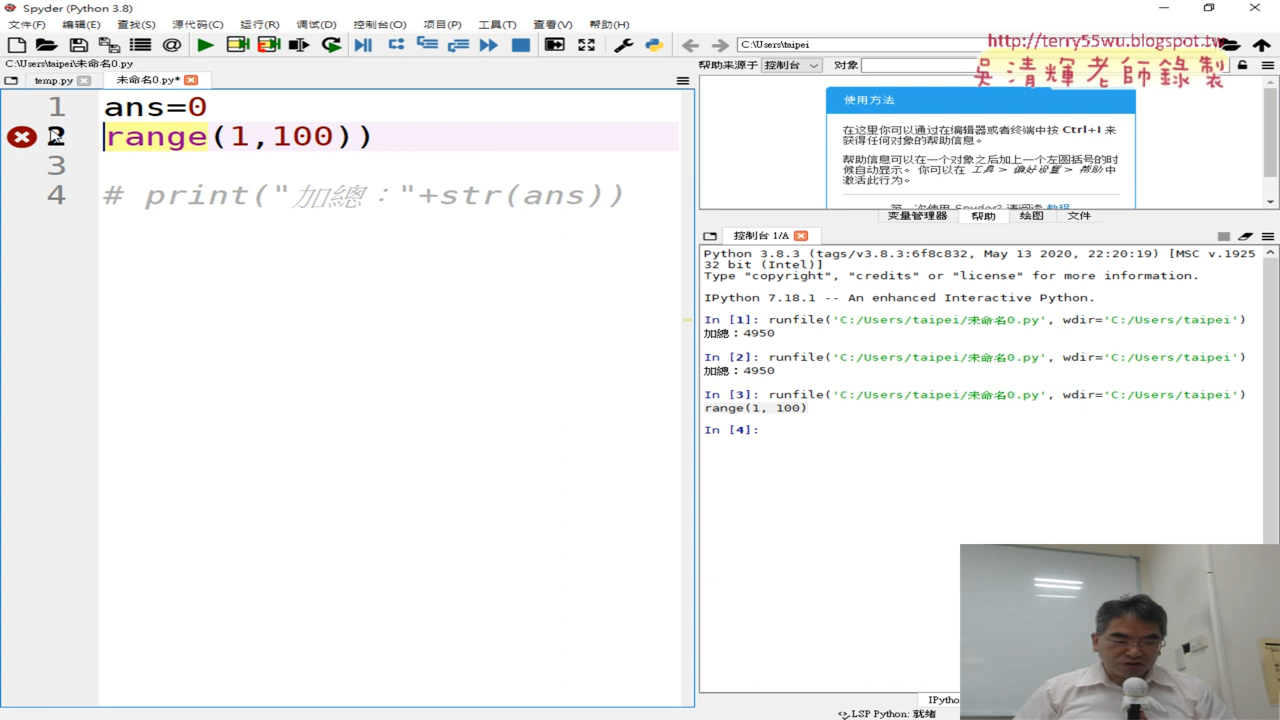 Spyder (Python 3.8)
文件(F) 编辑(E) 查找(S) 源代码(C) 运行(R) 调试(D) 控制台(O) 项目(P) 工具(T) 查看(V) 帮助(H)
C:\Users\taipei
http://terry55wu.blogspot.tw
吳清輝老師錄製
C:\Users\taipei\未命名0.py
temp.py 未命名0.py*
帮助来源于 控制台 对象
1 ans=0
2 range(1,100))
3
4 # print("加總："+str(ans))
使用方法
在这里你可以通过在编辑器或者终端中按 Ctrl+I 来
获得任何对象的帮助信息。
帮助信息可以在一个对象之后加上一个左圆括号的时
候自动显示。 你可以在 工具 > 偏好设置 > 帮助 中
激活此行为。
第一次使用 Spyder? 请阅读 教程
变量管理器 帮助 绘图 文件
控制台 1/A
Python 3.8.3 (tags/v3.8.3:6f8c832, May 13 2020, 22:20:19) [MSC v.1925
32 bit (Intel)]
Type "copyright", "credits" or "license" for more information.
IPython 7.18.1 -- An enhanced Interactive Python.
In [1]: runfile('C:/Users/taipei/未命名0.py', wdir='C:/Users/taipei')
加總：4950
In [2]: runfile('C:/Users/taipei/未命名0.py', wdir='C:/Users/taipei')
加總：4950
In [3]: runfile('C:/Users/taipei/未命名0.py', wdir='C:/Users/taipei')
range(1, 100)
In [4]:
LSP Python: 就绪